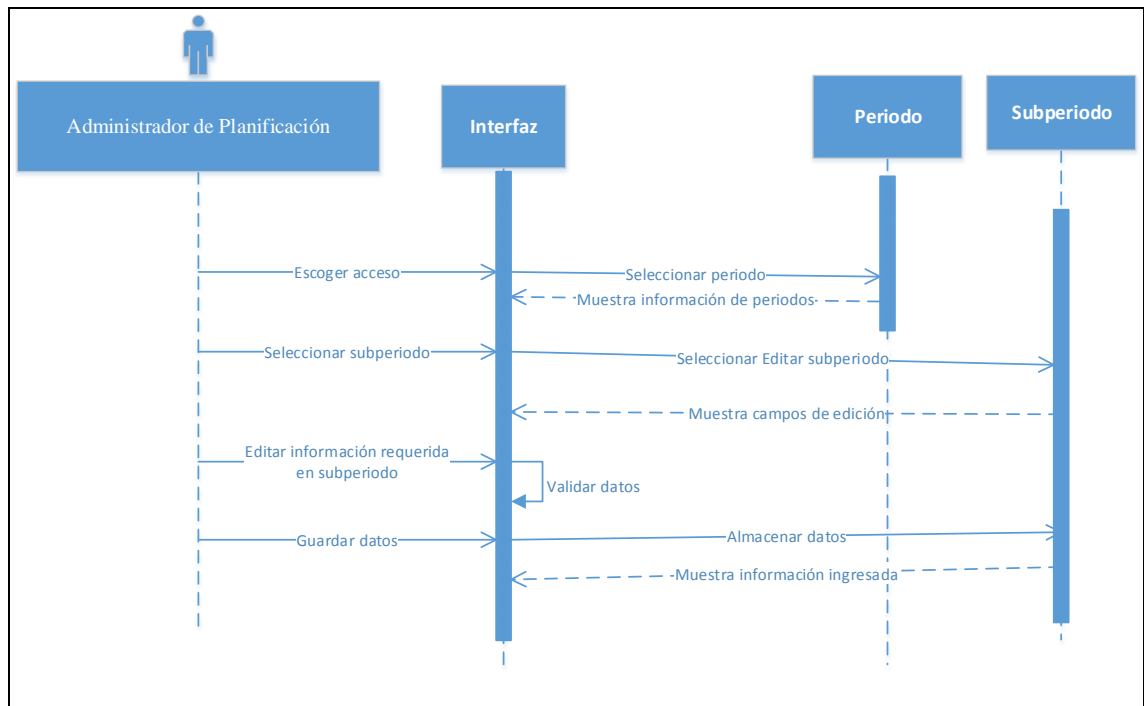 Administrador de Planificación
Interfaz
Periodo
Subperiodo
Escoger acceso
Seleccionar periodo
Muestra información de periodos
Seleccionar subperiodo
Seleccionar Editar subperiodo
Muestra campos de edición
Editar información requerida
en subperiodo
Validar datos
Guardar datos
Almacenar datos
Muestra información ingresada